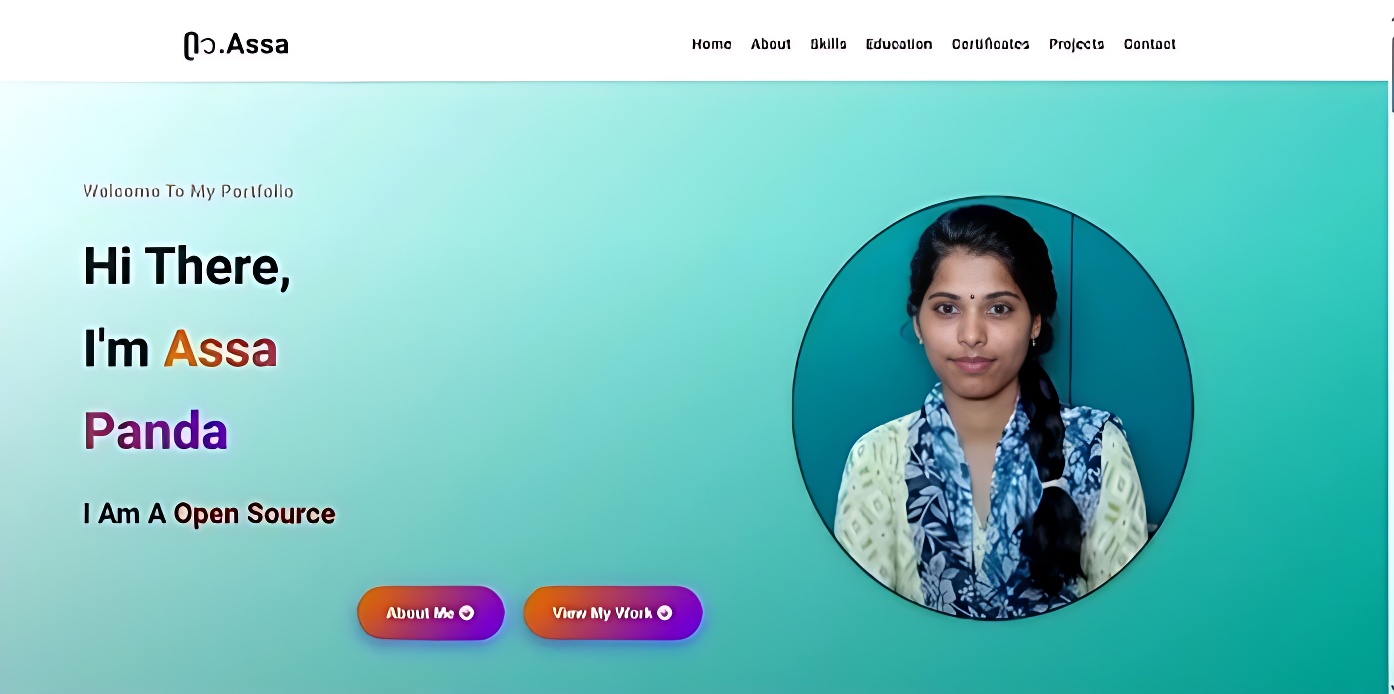 .Assa
Home About Skills Education Certificates Projects Contact
Welcome To My Portfolio
Hi There,
I'm Assa
Panda
I Am A Open Source
About Me
View My Work